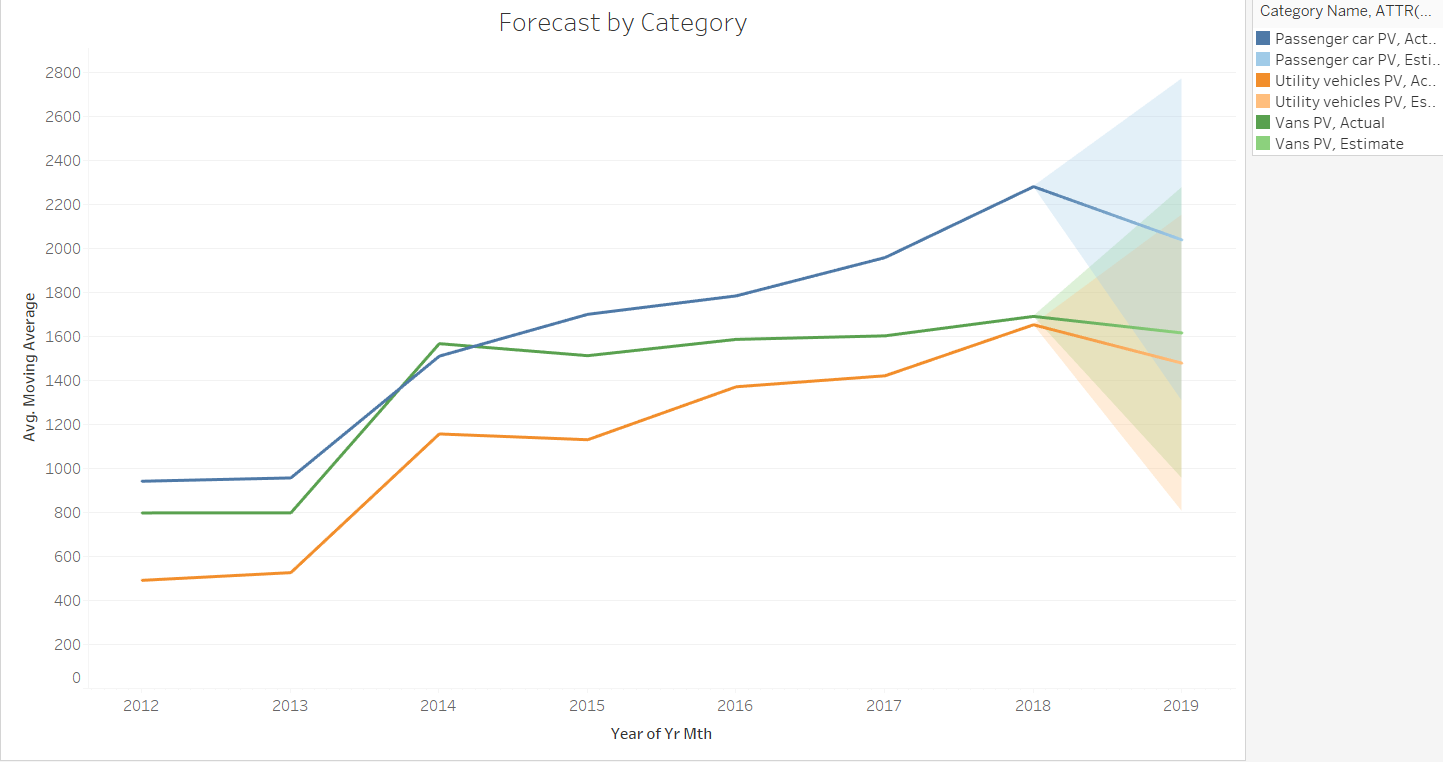 Forecast by Category
Category Name, ATTR(...
Passenger car PV, Act..
Passenger car PV, Esti..
Utility vehicles PV, Ac..
Utility vehicles PV, Es..
Vans PV, Actual
Vans PV, Estimate
Avg. Moving Average
2800
2600
2400
2200
2000
1800
1600
1400
1200
1000
800
600
400
200
0
2012 2013 2014 2015 2016 2017 2018 2019
Year of Yr Mth